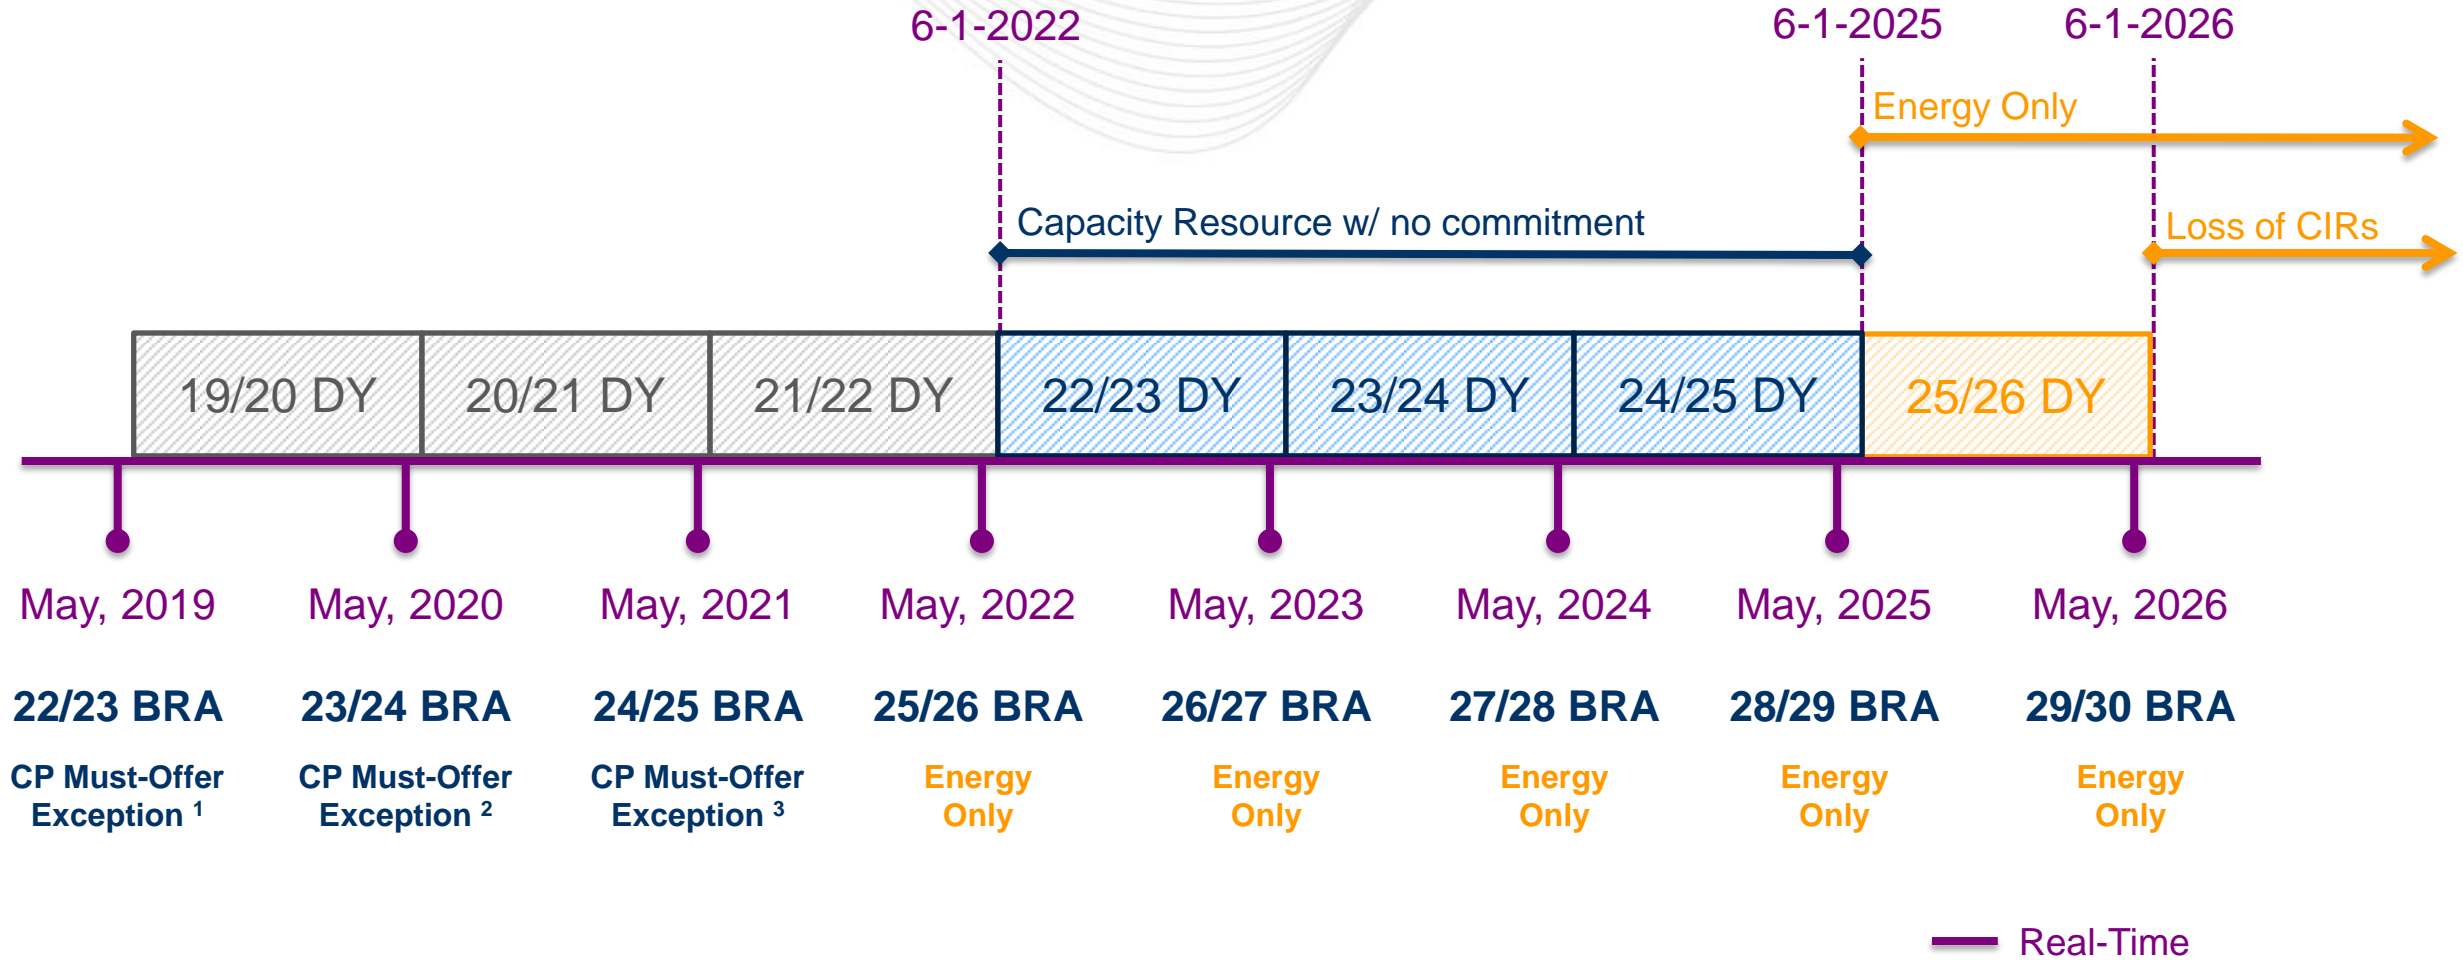 6-1-2022
6-1-2025
6-1-2026
Energy Only
Capacity Resource w/ no commitment
Loss of CIRs
19/20 DY
20/21 DY
21/22 DY
22/23 DY
23/24 DY
24/25 DY
25/26 DY
May, 2019
May, 2020
May, 2021
May, 2022
May, 2023
May, 2024
May, 2025
May, 2026
22/23 BRA
23/24 BRA
24/25 BRA
25/26 BRA
26/27 BRA
27/28 BRA
28/29 BRA
29/30 BRA
CP Must-Offer
Exception ¹
CP Must-Offer
Exception ²
CP Must-Offer
Exception ³
Energy
Only
Energy
Only
Energy
Only
Energy
Only
Energy
Only
Real-Time